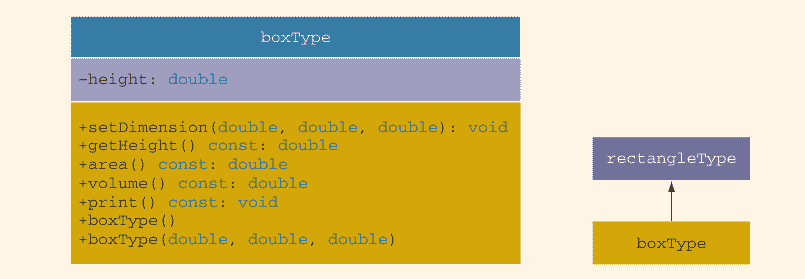 boxType
-height: double
+setDimension(double, double, double): void
+getHeight() const: double
+area() const: double
+volume() const: double
+print() const: void
+boxType()
+boxType(double, double, double)
rectangleType
boxType